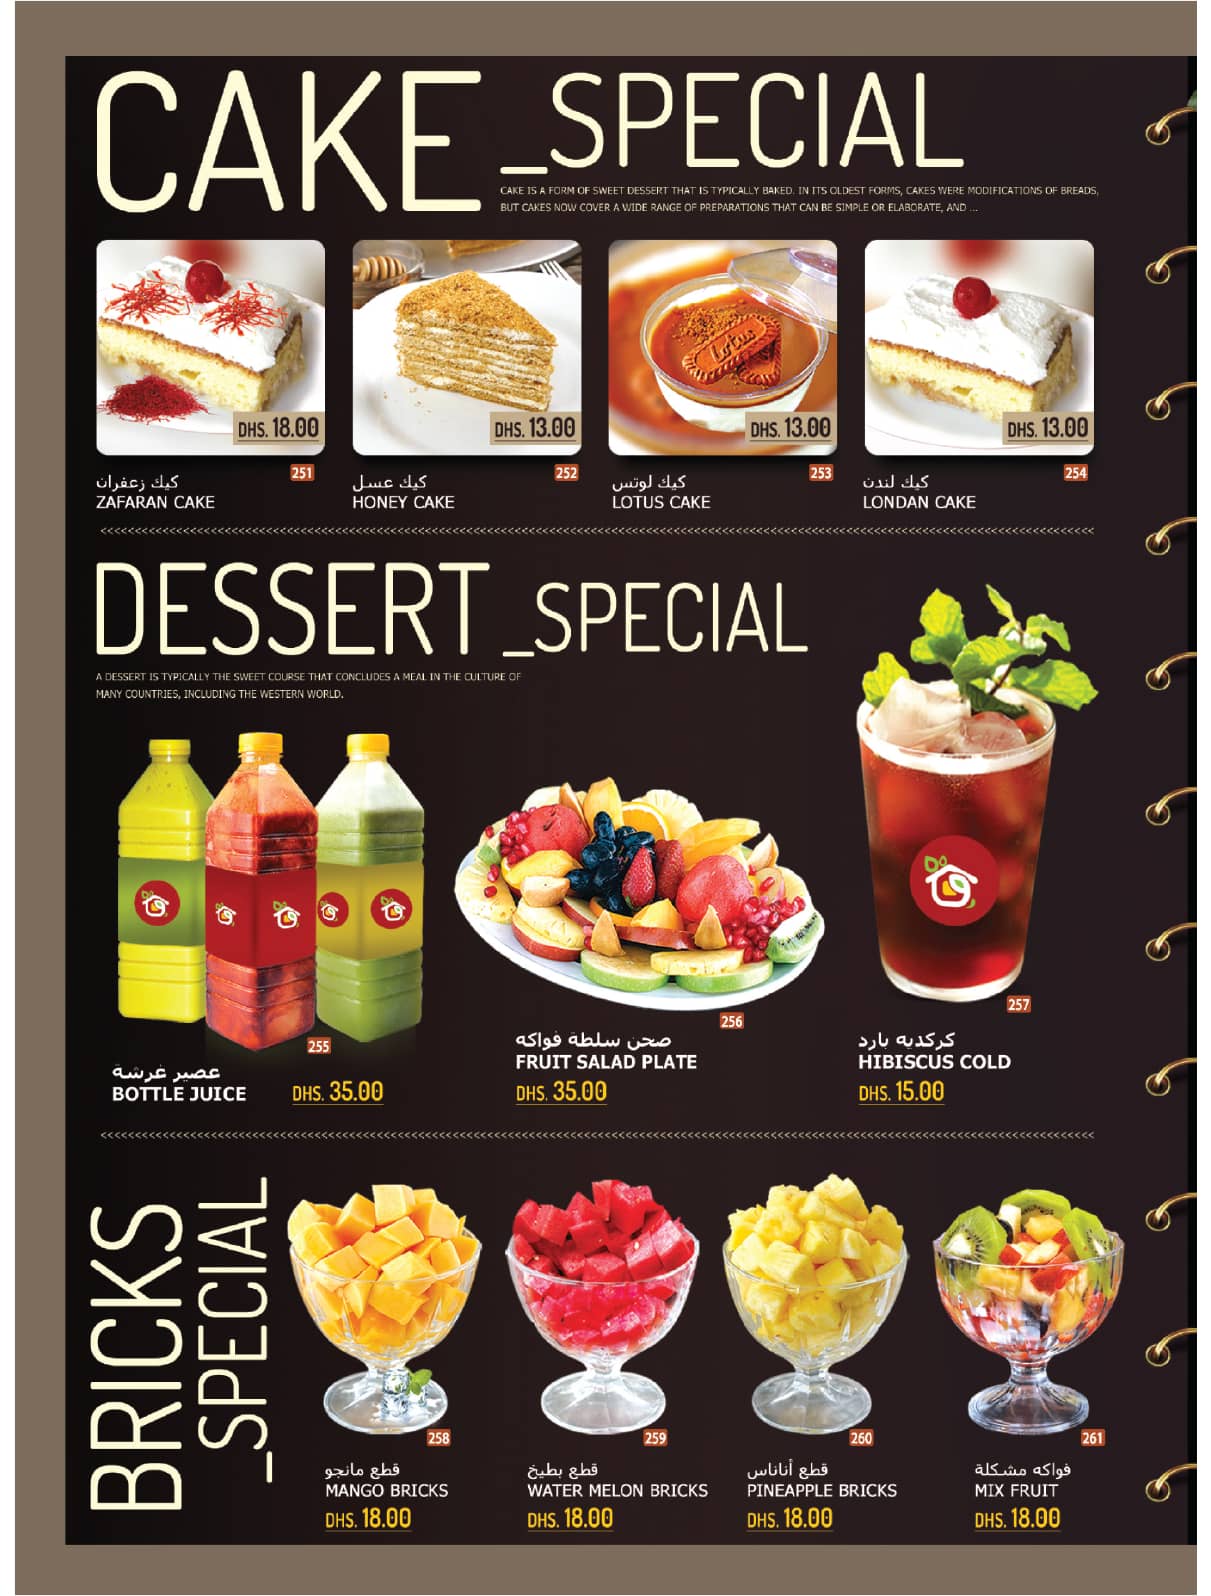 CAKE _SPECIAL
CAKE IS A FORM OF SWEET DESSERT THAT IS TYPICALLY BAKED. IN ITS OLDEST FORMS, CAKES WERE MODIFICATIONS OF BREADS,
BUT CAKES NOW COVER A WIDE RANGE OF PREPARATIONS THAT CAN BE SIMPLE OR ELABORATE, AND ...
DHS. 18.00
251
كيك زعفران
ZAFARAN CAKE
DHS. 13.00
252
كيك عسل
HONEY CAKE
Lotus
DHS. 13.00
253
كيك لوتس
LOTUS CAKE
DHS. 13.00
254
كيك لندن
LONDAN CAKE
<<<<<<<<<<<<<<<<<<<<<<<<<<<<<<<<<<<<<<<<
DESSERT _SPECIAL
A DESSERT IS TYPICALLY THE SWEET COURSE THAT CONCLUDES A MEAL IN THE CULTURE OF
MANY COUNTRIES, INCLUDING THE WESTERN WORLD.
255
عصير غرشة
BOTTLE JUICE
DHS. 35.00
256
صحن سلطة فواكه
FRUIT SALAD PLATE
DHS. 35.00
257
كركديه بارد
HIBISCUS COLD
DHS. 15.00
<<<<<<<<<<<<<<<<<<<<<<<<<<<<<<<<<<<<<<<<
BRICKS
_SPECIAL
258
قطع مانجو
MANGO BRICKS
DHS. 18.00
259
قطع بطيخ
WATER MELON BRICKS
DHS. 18.00
260
قطع أناناس
PINEAPPLE BRICKS
DHS. 18.00
261
فواكه مشكلة
MIX FRUIT
DHS. 18.00